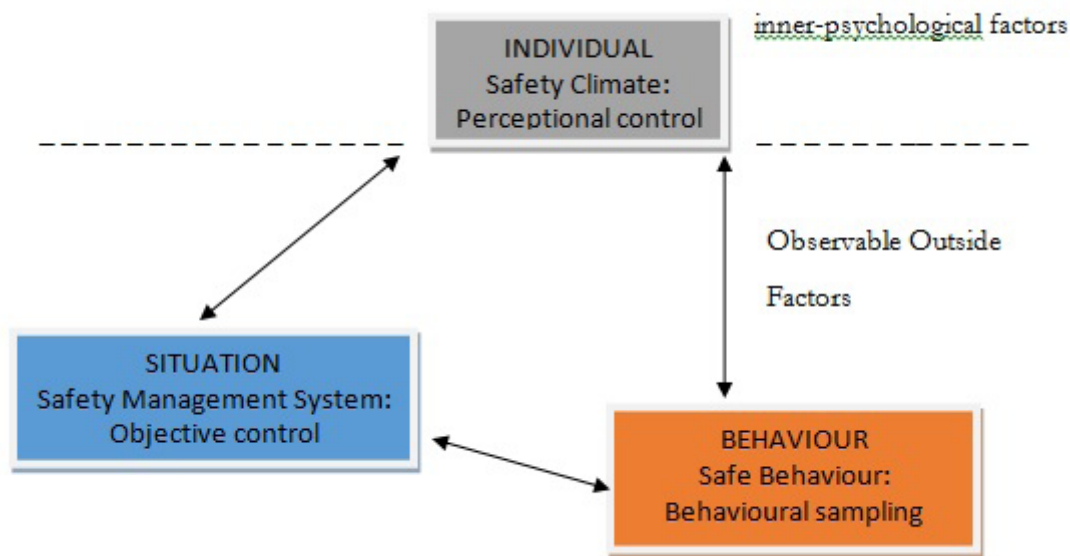 inner-psychological factors
INDIVIDUAL
Safety Climate:
Perceptional control
Observable Outside
Factors
SITUATION
Safety Management System:
Objective control
BEHAVIOUR
Safe Behaviour:
Behavioural sampling